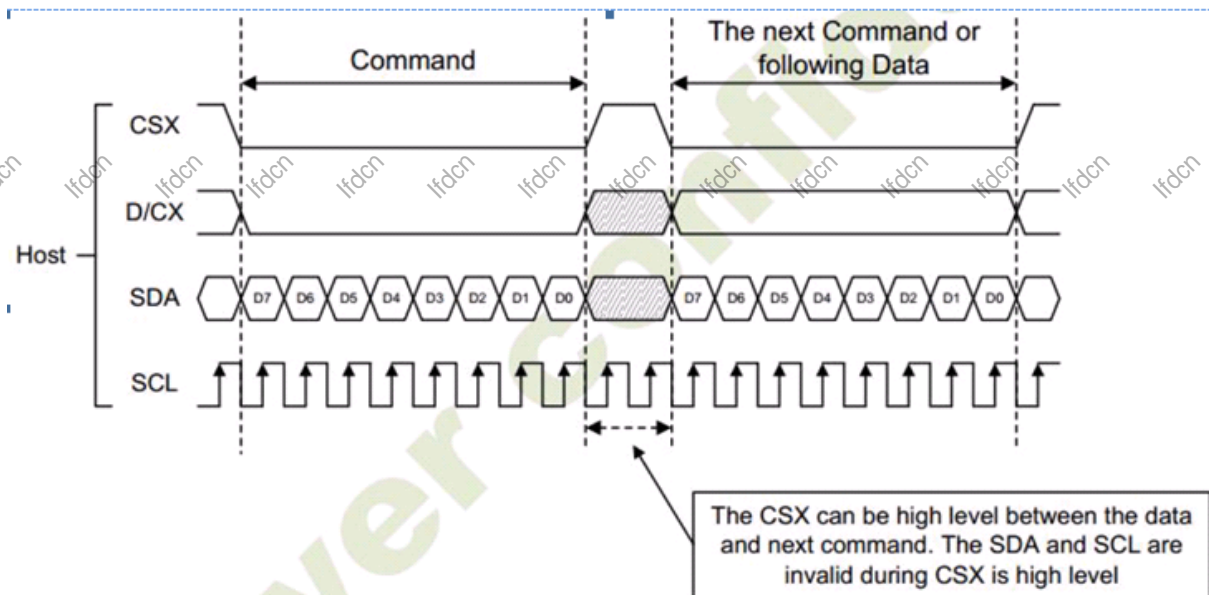 Command
The next Command or
following Data
CSX
lfdcn lfdcn lfdcn lfdcn lfdcn lfdcn lfdcn lfdcn lfdcn lfdcn lfdcn lfdcn
D/CX
Host
SDA
D7 D6 D5 D4 D3 D2 D1 D0 D7 D6 D5 D4 D3 D2 D1 D0
SCL
The CSX can be high level between the data
and next command. The SDA and SCL are
invalid during CSX is high level